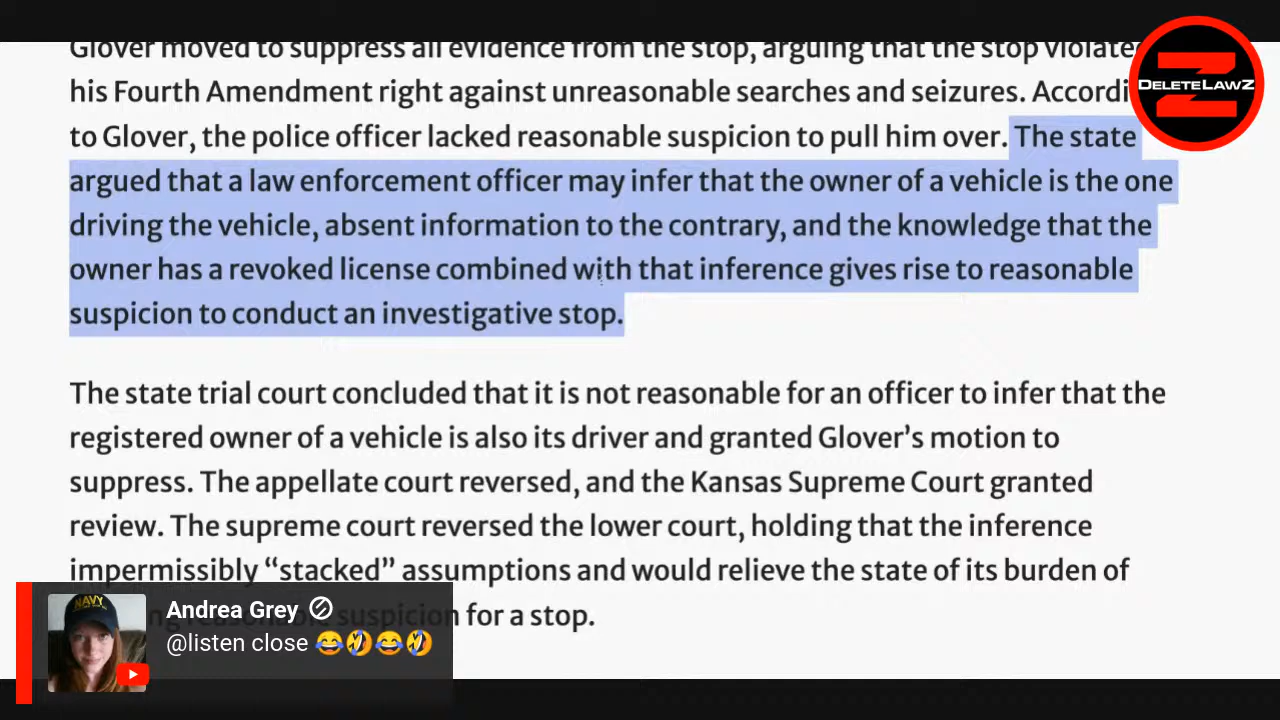 Glover moved to suppress all evidence from the stop, arguing that the stop
his Fourth Amendment right against unreasonable searches and seizures.
to Glover, the police officer lacked reasonable suspicion to pull him over. The state
argued that a law enforcement officer may infer that the owner of a vehicle is the one
driving the vehicle, absent information to the contrary, and the knowledge that the
owner has a revoked license combined with that inference gives rise to reasonable
suspicion to conduct an investigative stop.
The state trial court concluded that it is not reasonable for an officer to infer that the
registered owner of a vehicle is also its driver and granted Glover’s motion to
suppress. The appellate court reversed, and the Kansas Supreme Court granted
review. The supreme court reversed the lower court, holding that the inference
impermissibly “stacked” assumptions and would relieve the state of its burden of
suspicion for a stop.
DELETELAWZ
NAVY
Andrea Grey
@listen close 😂🤣😂🤣